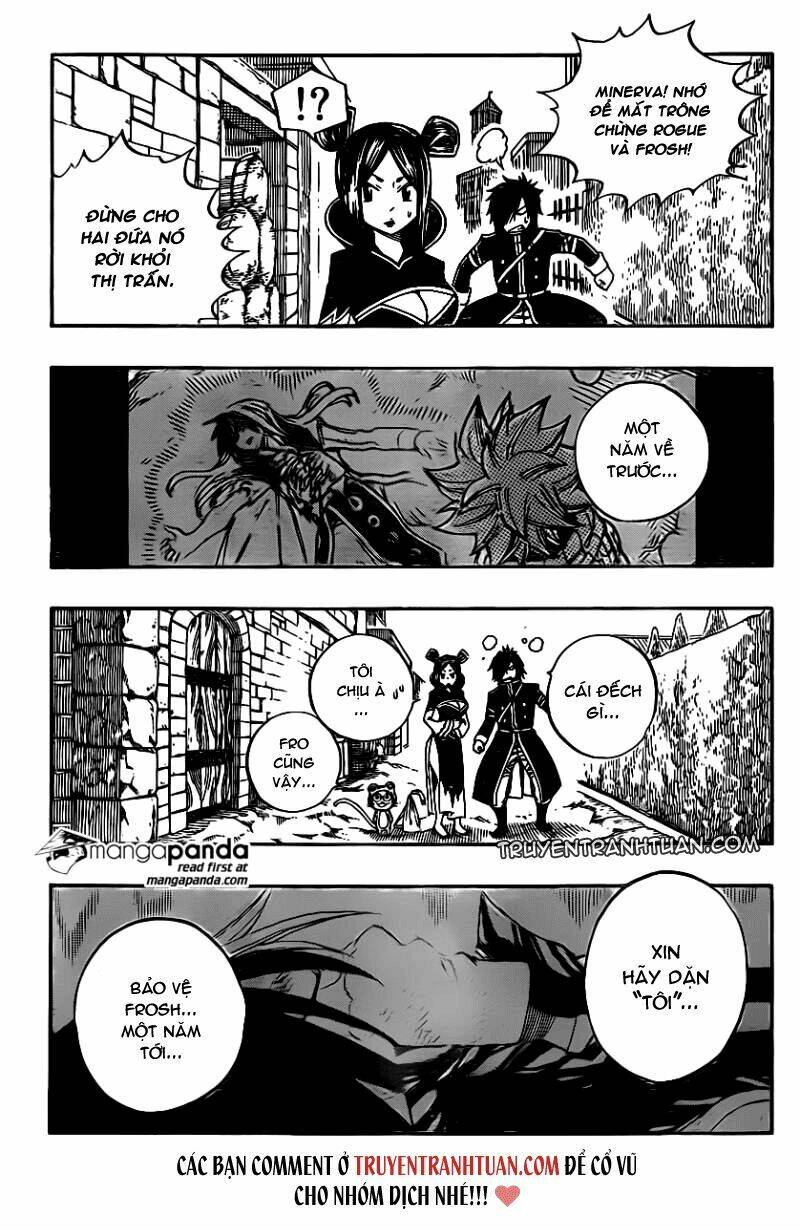 MINERVA! NHỚ
ĐỂ MẮT TRÔNG
CHỪNG ROGUE
VÀ FROSH!
!?
ĐỪNG CHO
HAI ĐỨA NÓ
RỜI KHỎI
THỊ TRẤN.
MỘT
NĂM VỀ
TRƯỚC...
CÁI ĐẾCH
GÌ...
TÔI
CHỊU À
...
FRO
CŨNG
VẬY...
mangapanda
read first at
mangapanda.com
TRUYENTRANHTUAN.COM
XIN
HÃY DẶN
“TÔI”...
BẢO VỆ
FROSH...
MỘT NĂM
TỚI...
CÁC BẠN COMMENT Ở TRUYENTRANHTUAN.COM ĐỂ CỔ VŨ
CHO NHÓM DỊCH NHÉ!!!